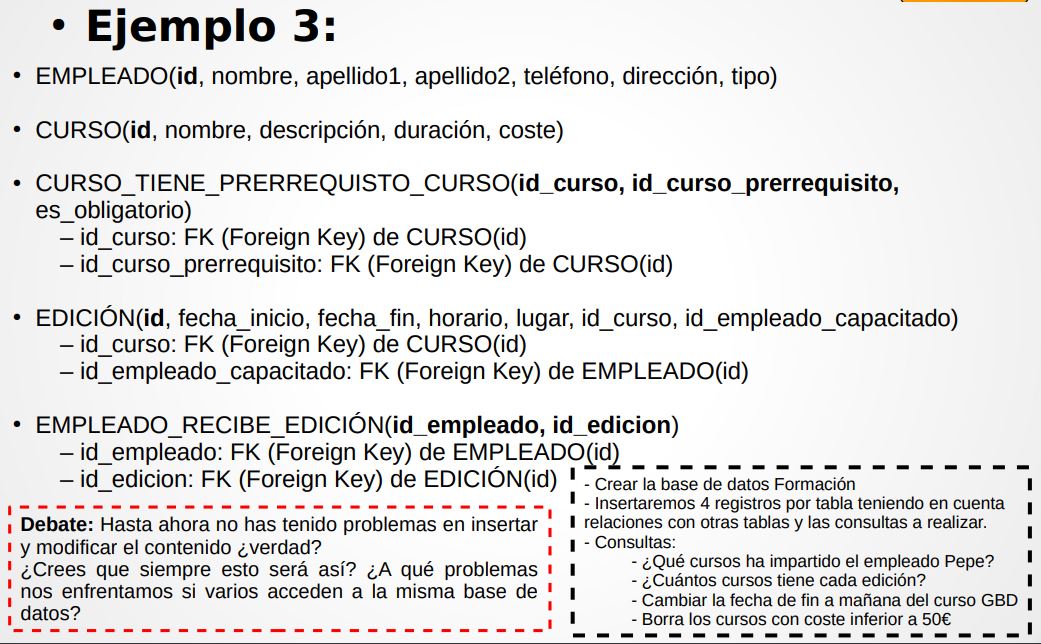 • Ejemplo 3:
• EMPLEADO(id, nombre, apellido1, apellido2, teléfono, dirección, tipo)
• CURSO(id, nombre, descripción, duración, coste)
• CURSO_TIENE_PRERREQUISTO_CURSO(id_curso, id_curso_prerrequisito,
es_obligatorio)
– id_curso: FK (Foreign Key) de CURSO(id)
– id_curso_prerrequisito: FK (Foreign Key) de CURSO(id)
• EDICIÓN(id, fecha_inicio, fecha_fin, horario, lugar, id_curso, id_empleado_capacitado)
– id_curso: FK (Foreign Key) de CURSO(id)
– id_empleado_capacitado: FK (Foreign Key) de EMPLEADO(id)
• EMPLEADO_RECIBE_EDICIÓN(id_empleado, id_edicion)
– id_empleado: FK (Foreign Key) de EMPLEADO(id)
– id_edicion: FK (Foreign Key) de EDICIÓN(id)
Debate: Hasta ahora no has tenido problemas en insertar
y modificar el contenido ¿verdad?
¿Crees que siempre esto será así? ¿A qué problemas
nos enfrentamos si varios acceden a la misma base de
datos?
- Crear la base de datos Formación
- Insertaremos 4 registros por tabla teniendo en cuenta
relaciones con otras tablas y las consultas a realizar.
- Consultas:
- ¿Qué cursos ha impartido el empleado Pepe?
- ¿Cuántos cursos tiene cada edición?
- Cambiar la fecha de fin a mañana del curso GBD
- Borra los cursos con coste inferior a 50€